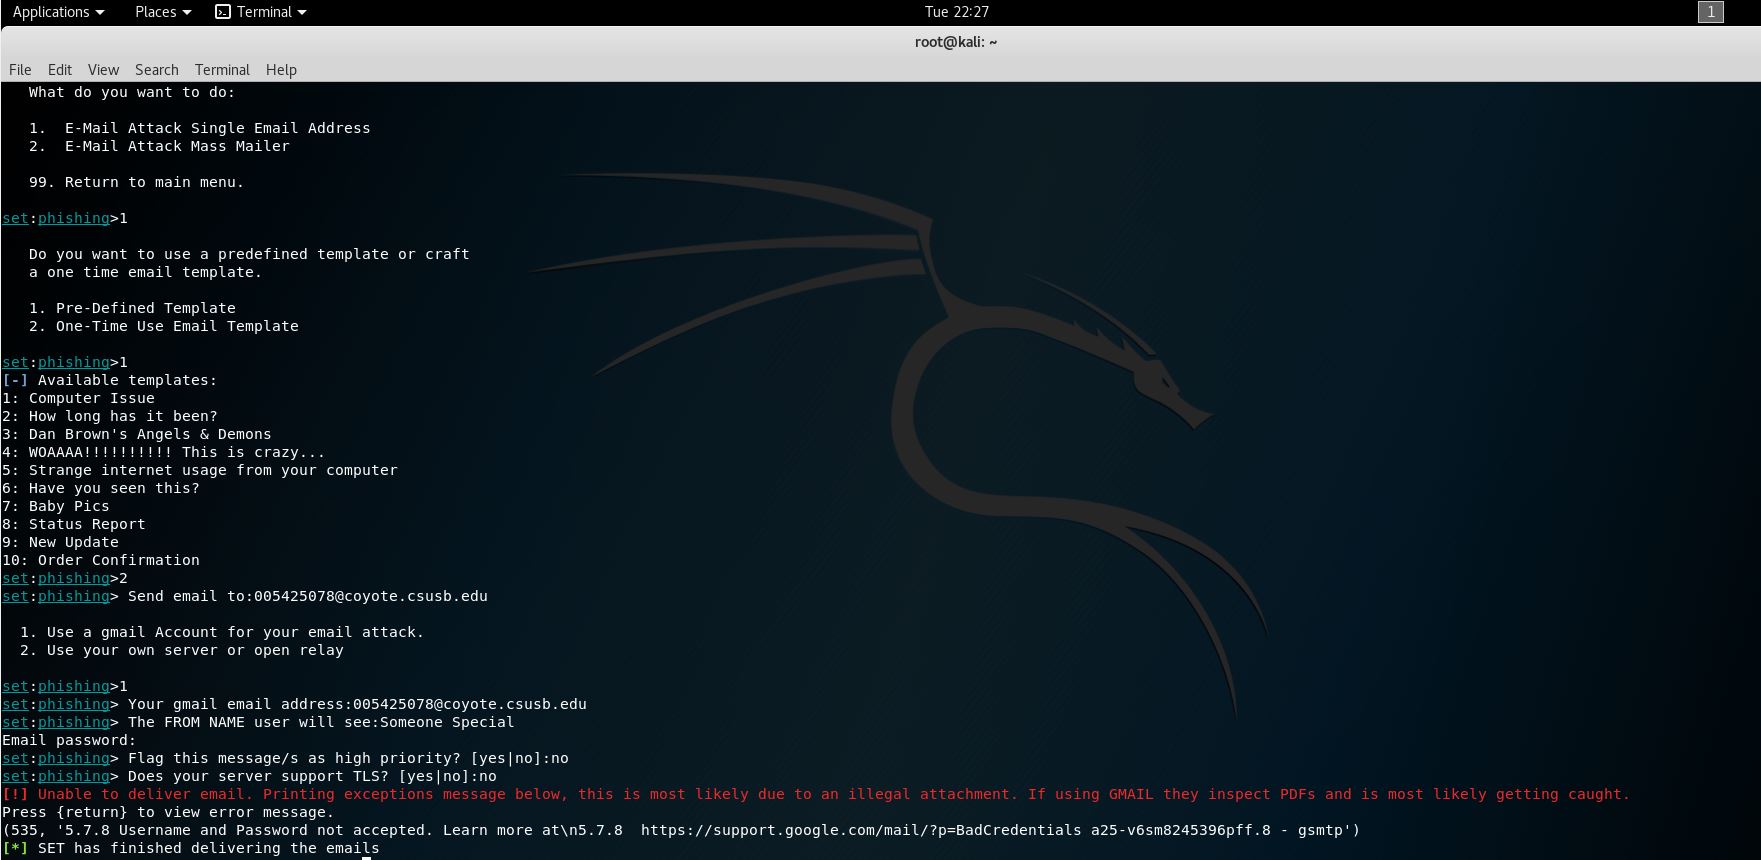 Applications Places Terminal Tue 22:27 1
root@kali: ~
File Edit View Search Terminal Help
What do you want to do:
1.  E-Mail Attack Single Email Address
2.  E-Mail Attack Mass Mailer
99. Return to main menu.
set:phishing>1
Do you want to use a predefined template or craft
a one time email template.
1. Pre-Defined Template
2. One-Time Use Email Template
set:phishing>1
[-] Available templates:
1: Computer Issue
2: How long has it been?
3: Dan Brown's Angels & Demons
4: WOAAAA!!!!!!!!!! This is crazy...
5: Strange internet usage from your computer
6: Have you seen this?
7: Baby Pics
8: Status Report
9: New Update
10: Order Confirmation
set:phishing>2
set:phishing> Send email to:005425078@coyote.csusb.edu
1. Use a gmail Account for your email attack.
2. Use your own server or open relay
set:phishing>1
set:phishing> Your gmail email address:005425078@coyote.csusb.edu
set:phishing> The FROM NAME user will see:Someone Special
Email password:
set:phishing> Flag this message/s as high priority? [yes|no]:no
set:phishing> Does your server support TLS? [yes|no]:no
[!] Unable to deliver email. Printing exceptions message below, this is most likely due to an illegal attachment. If using GMAIL they inspect PDFs and is most likely getting caught.
Press {return} to view error message.
(535, '5.7.8 Username and Password not accepted. Learn more at\n5.7.8  https://support.google.com/mail/?p=BadCredentials a25-v6sm8245396pff.8 - gsmtp')
[*] SET has finished delivering the emails